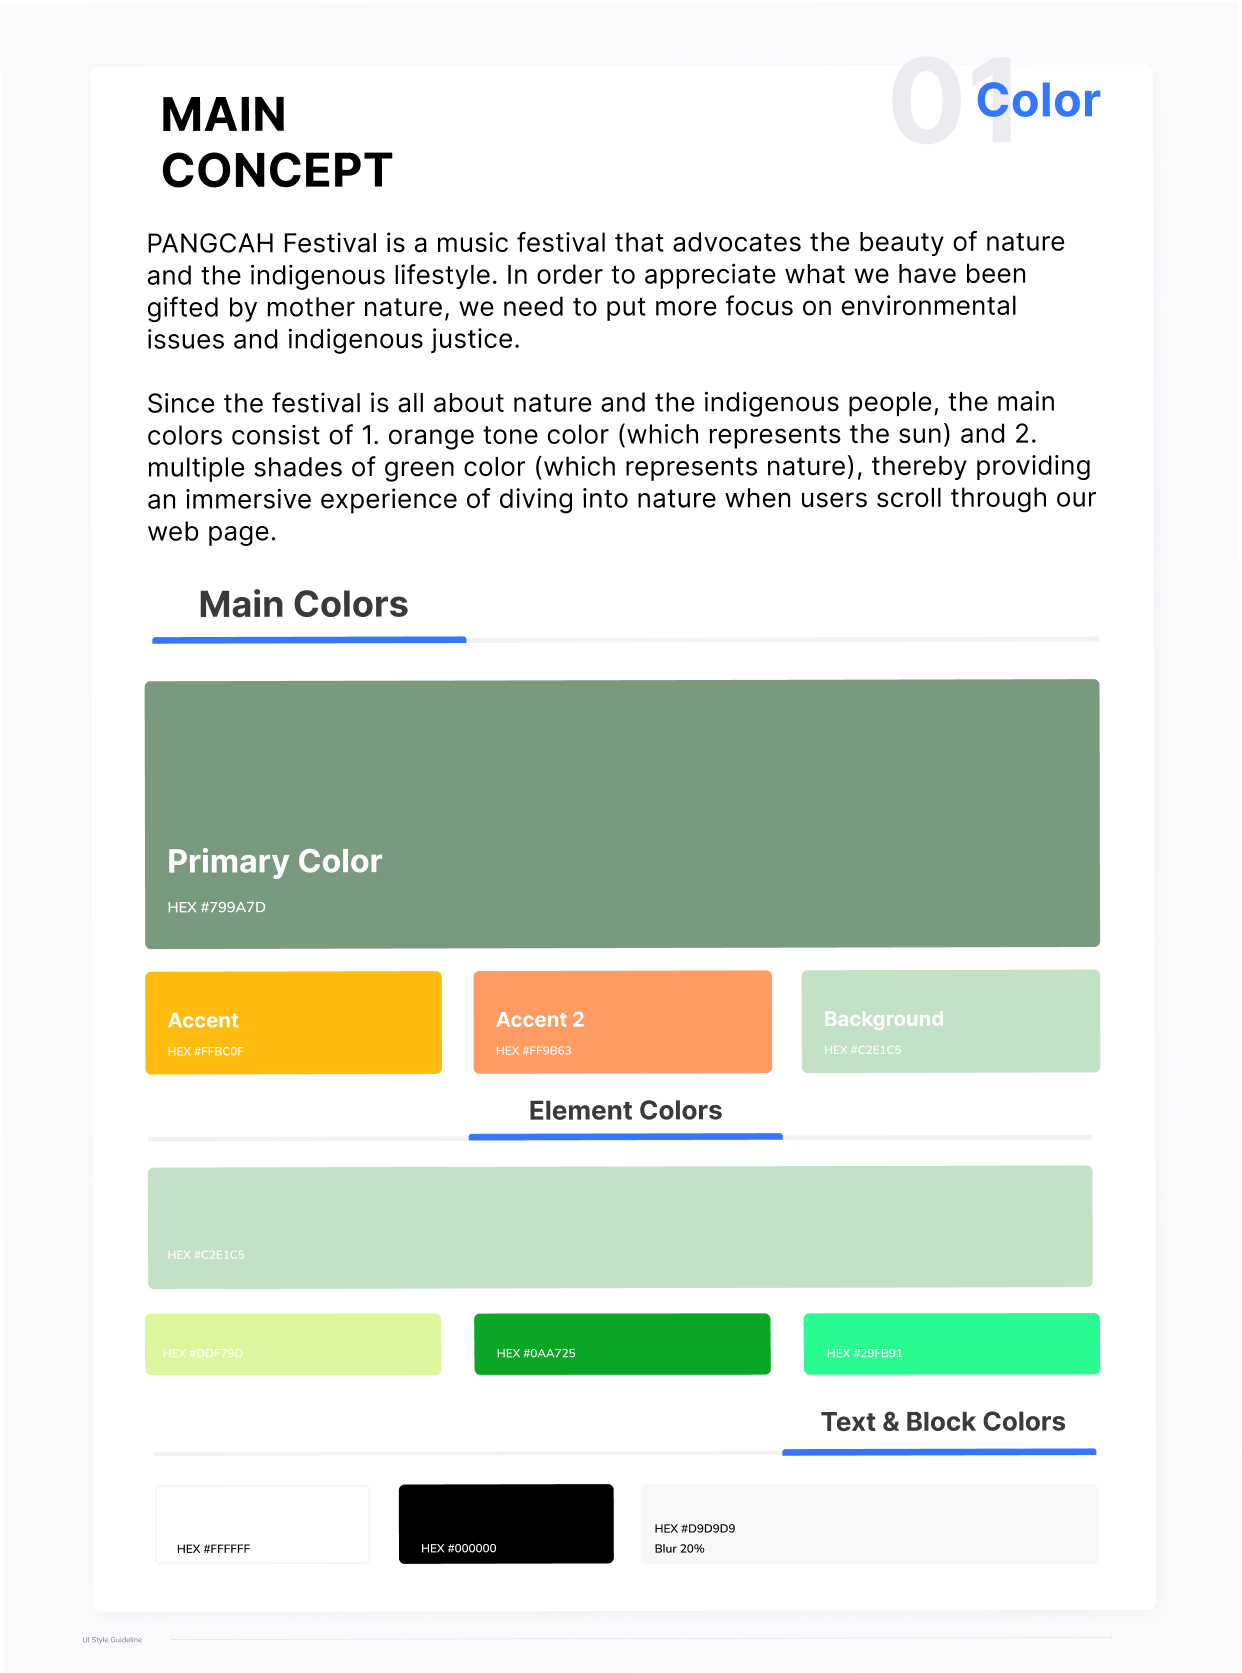 01
Color
MAIN
CONCEPT
PANGCAH Festival is a music festival that advocates the beauty of nature
and the indigenous lifestyle. In order to appreciate what we have been
gifted by mother nature, we need to put more focus on environmental
issues and indigenous justice.
Since the festival is all about nature and the indigenous people, the main
colors consist of 1. orange tone color (which represents the sun) and 2.
multiple shades of green color (which represents nature), thereby providing
an immersive experience of diving into nature when users scroll through our
web page.
Main Colors
Primary Color
HEX #799A7D
Accent
HEX #FFBC0F
Accent 2
HEX #FF9B63
Background
HEX #C2E1C5
Element Colors
HEX #C2E1C5
HEX #DDF79D
HEX #0AA725
HEX #29FB91
Text & Block Colors
HEX #FFFFFF
HEX #000000
HEX #D9D9D9
Blur 20%
UI Style Guideline